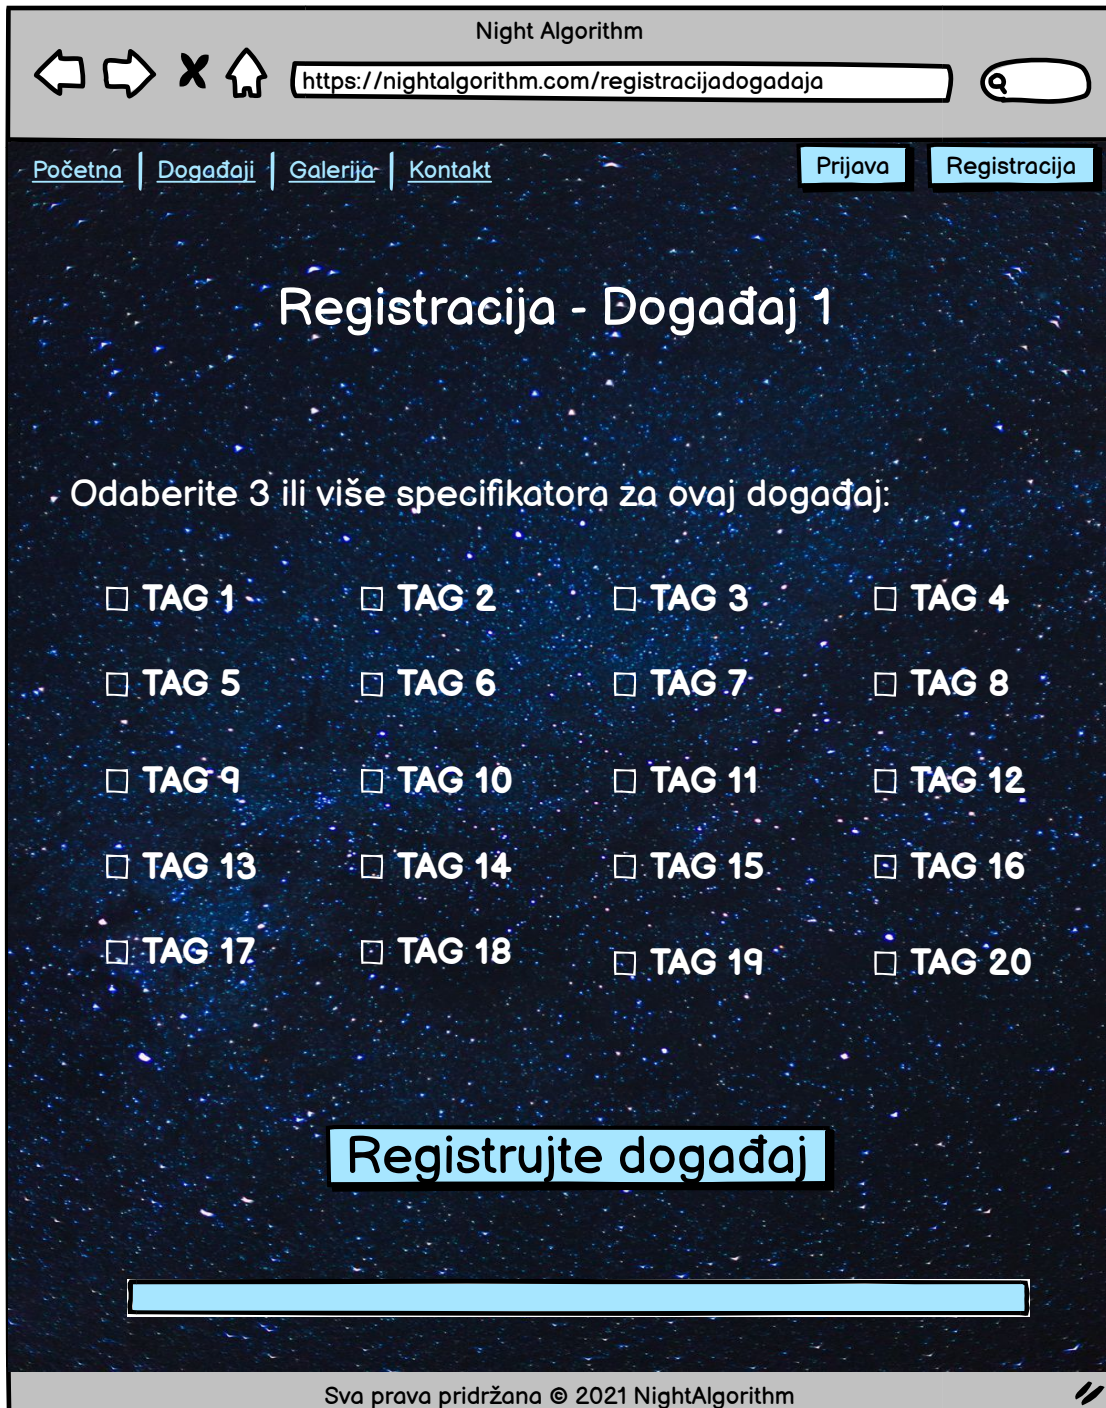 Night Algorithm
https://nightalgorithm.com/registracijadogadaja
Početna Događaji Galerija Kontakt Prijava Registracija
Registracija - Događaj 1
Odaberite 3 ili više specifikatora za ovaj događaj:
TAG 1 TAG 2 TAG 3 TAG 4
TAG 5 TAG 6 TAG 7 TAG 8
TAG 9 TAG 10 TAG 11 TAG 12
TAG 13 TAG 14 TAG 15 TAG 16
TAG 17 TAG 18 TAG 19 TAG 20
Registrujte događaj
Sva prava pridržana © 2021 NightAlgorithm